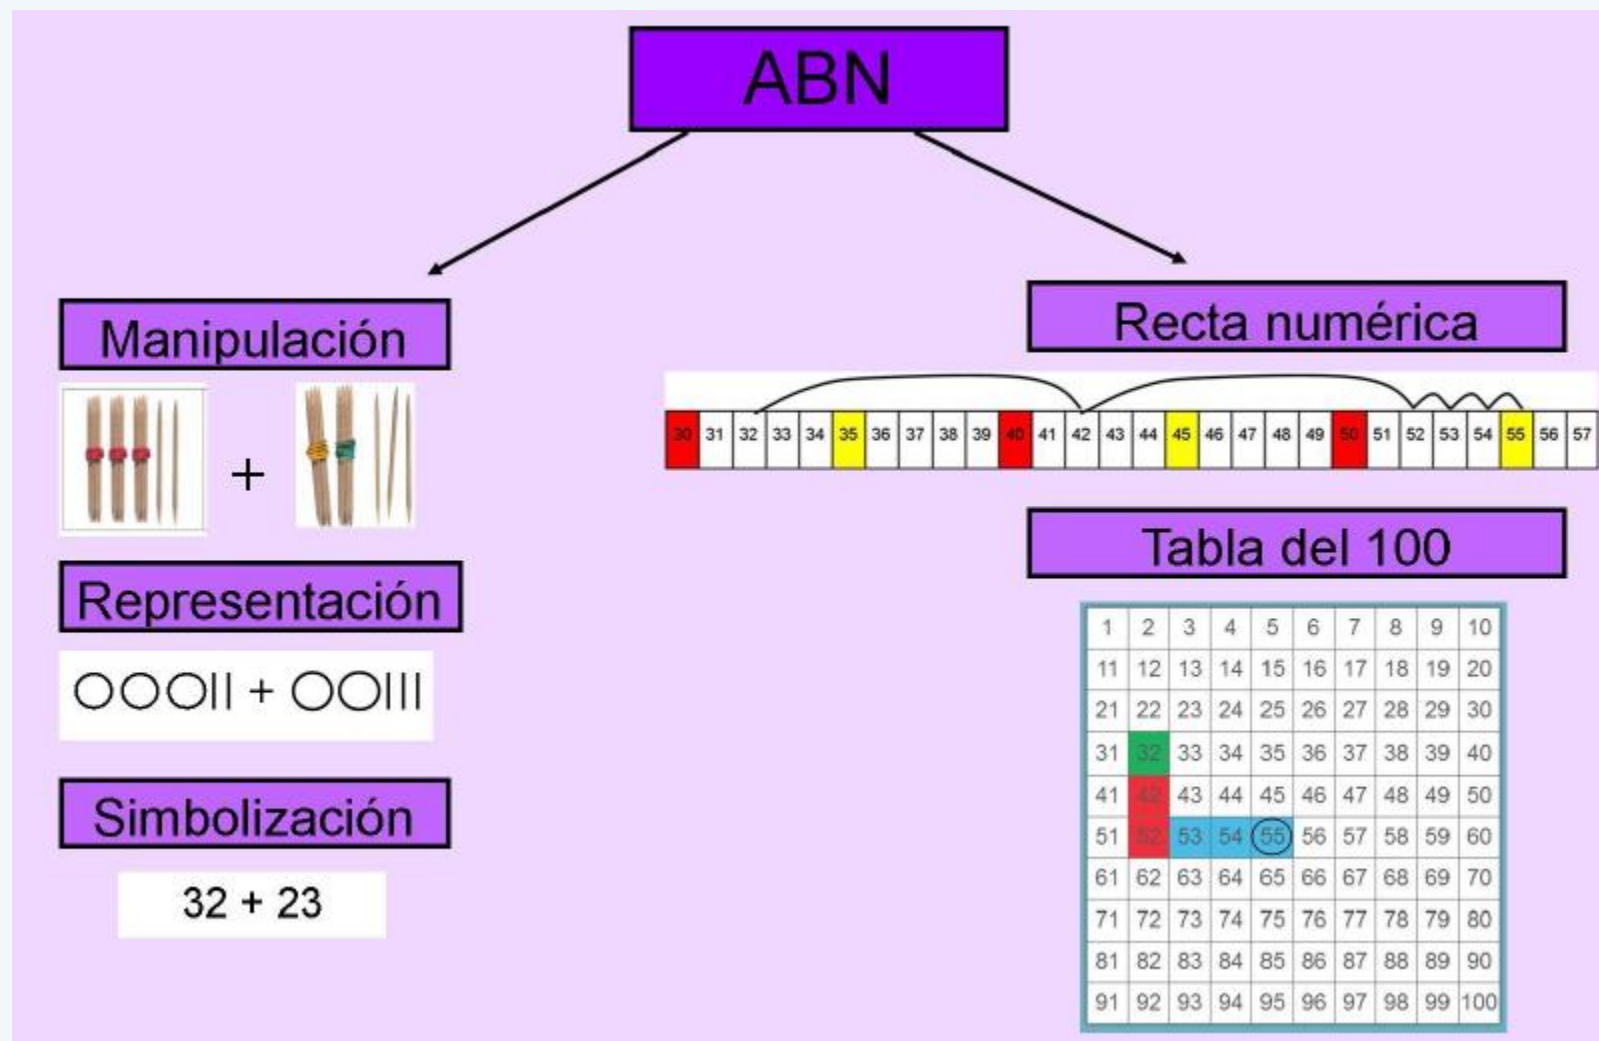 ABN
Manipulación
+
Representación
OOOII + OOIII
Simbolización
32 + 23
Recta numérica
30 31 32 33 34 35 36 37 38 39 40 41 42 43 44 45 46 47 48 49 50 51 52 53 54 55 56 57
Tabla del 100
1 2 3 4 5 6 7 8 9 10
11 12 13 14 15 16 17 18 19 20
21 22 23 24 25 26 27 28 29 30
31 32 33 34 35 36 37 38 39 40
41 42 43 44 45 46 47 48 49 50
51 52 53 54 55 56 57 58 59 60
61 62 63 64 65 66 67 68 69 70
71 72 73 74 75 76 77 78 79 80
81 82 83 84 85 86 87 88 89 90
91 92 93 94 95 96 97 98 99 100